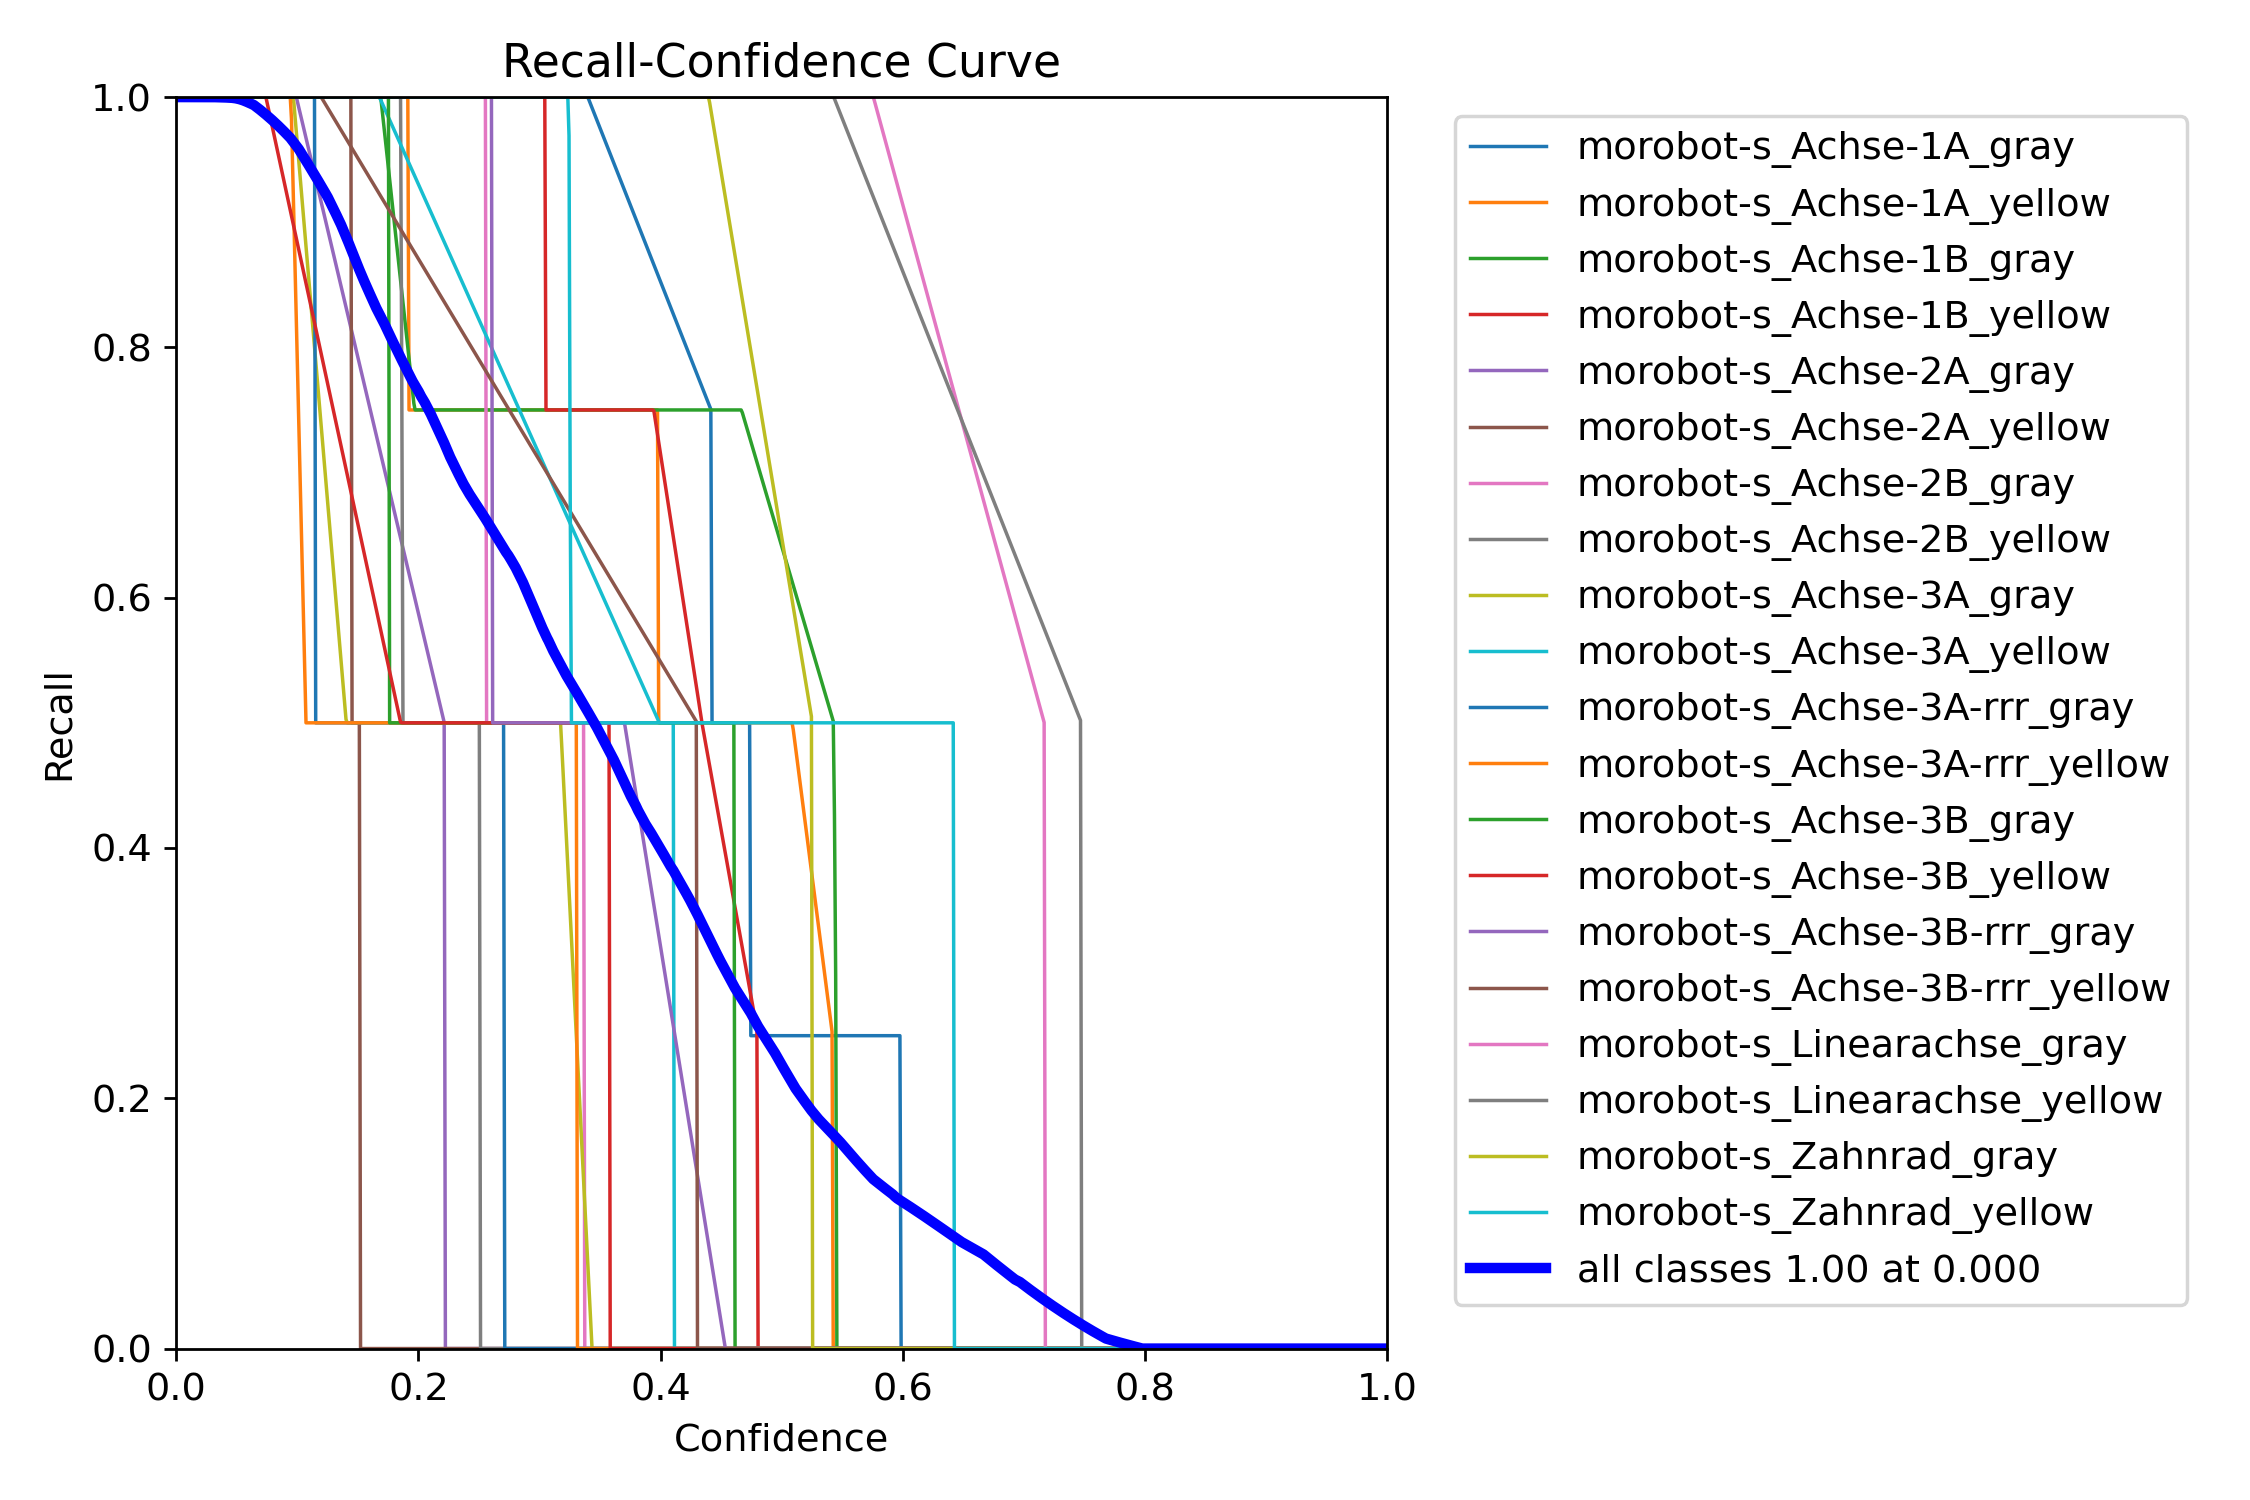 Recall-Confidence Curve
1.0
0.8
0.6
0.4
0.2
0.0
Recall
0.0 0.2 0.4 0.6 0.8 1.0
Confidence
morobot-s_Achse-1A_gray
morobot-s_Achse-1A_yellow
morobot-s_Achse-1B_gray
morobot-s_Achse-1B_yellow
morobot-s_Achse-2A_gray
morobot-s_Achse-2A_yellow
morobot-s_Achse-2B_gray
morobot-s_Achse-2B_yellow
morobot-s_Achse-3A_gray
morobot-s_Achse-3A_yellow
morobot-s_Achse-3A-rrr_gray
morobot-s_Achse-3A-rrr_yellow
morobot-s_Achse-3B_gray
morobot-s_Achse-3B_yellow
morobot-s_Achse-3B-rrr_gray
morobot-s_Achse-3B-rrr_yellow
morobot-s_Linearachse_gray
morobot-s_Linearachse_yellow
morobot-s_Zahnrad_gray
morobot-s_Zahnrad_yellow
all classes 1.00 at 0.000